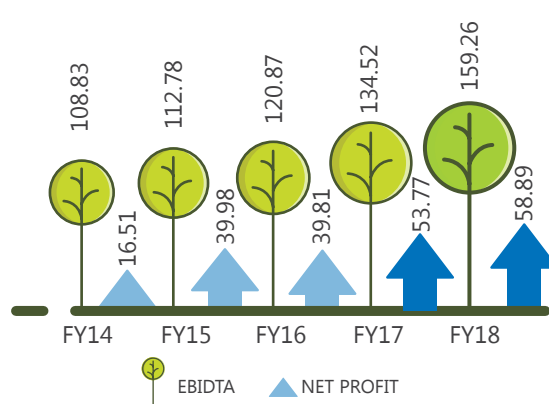 108.83
16.51
112.78
39.98
120.87
39.81
134.52
53.77
159.26
58.89
FY14
FY15
FY16
FY17
FY18
EBIDTA
NET PROFIT